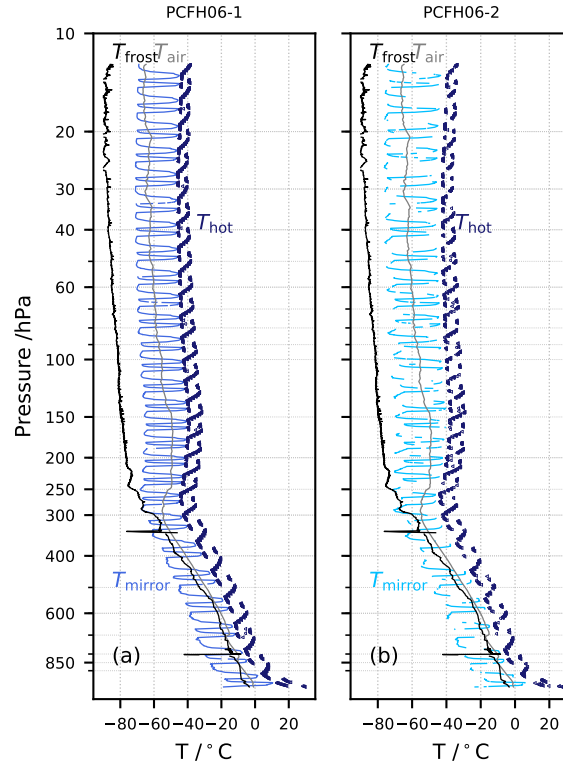 PCFH06-1
PCFH06-2
10
20
30
40
60
100
150
200
250
300
400
600
850
Pressure /hPa
T_frost T_air
T_hot
T_mirror
(a)
T_frost T_air
T_hot
T_mirror
(b)
−80 −60 −40 −20 0 20
−80 −60 −40 −20 0 20
T / °C
T / °C